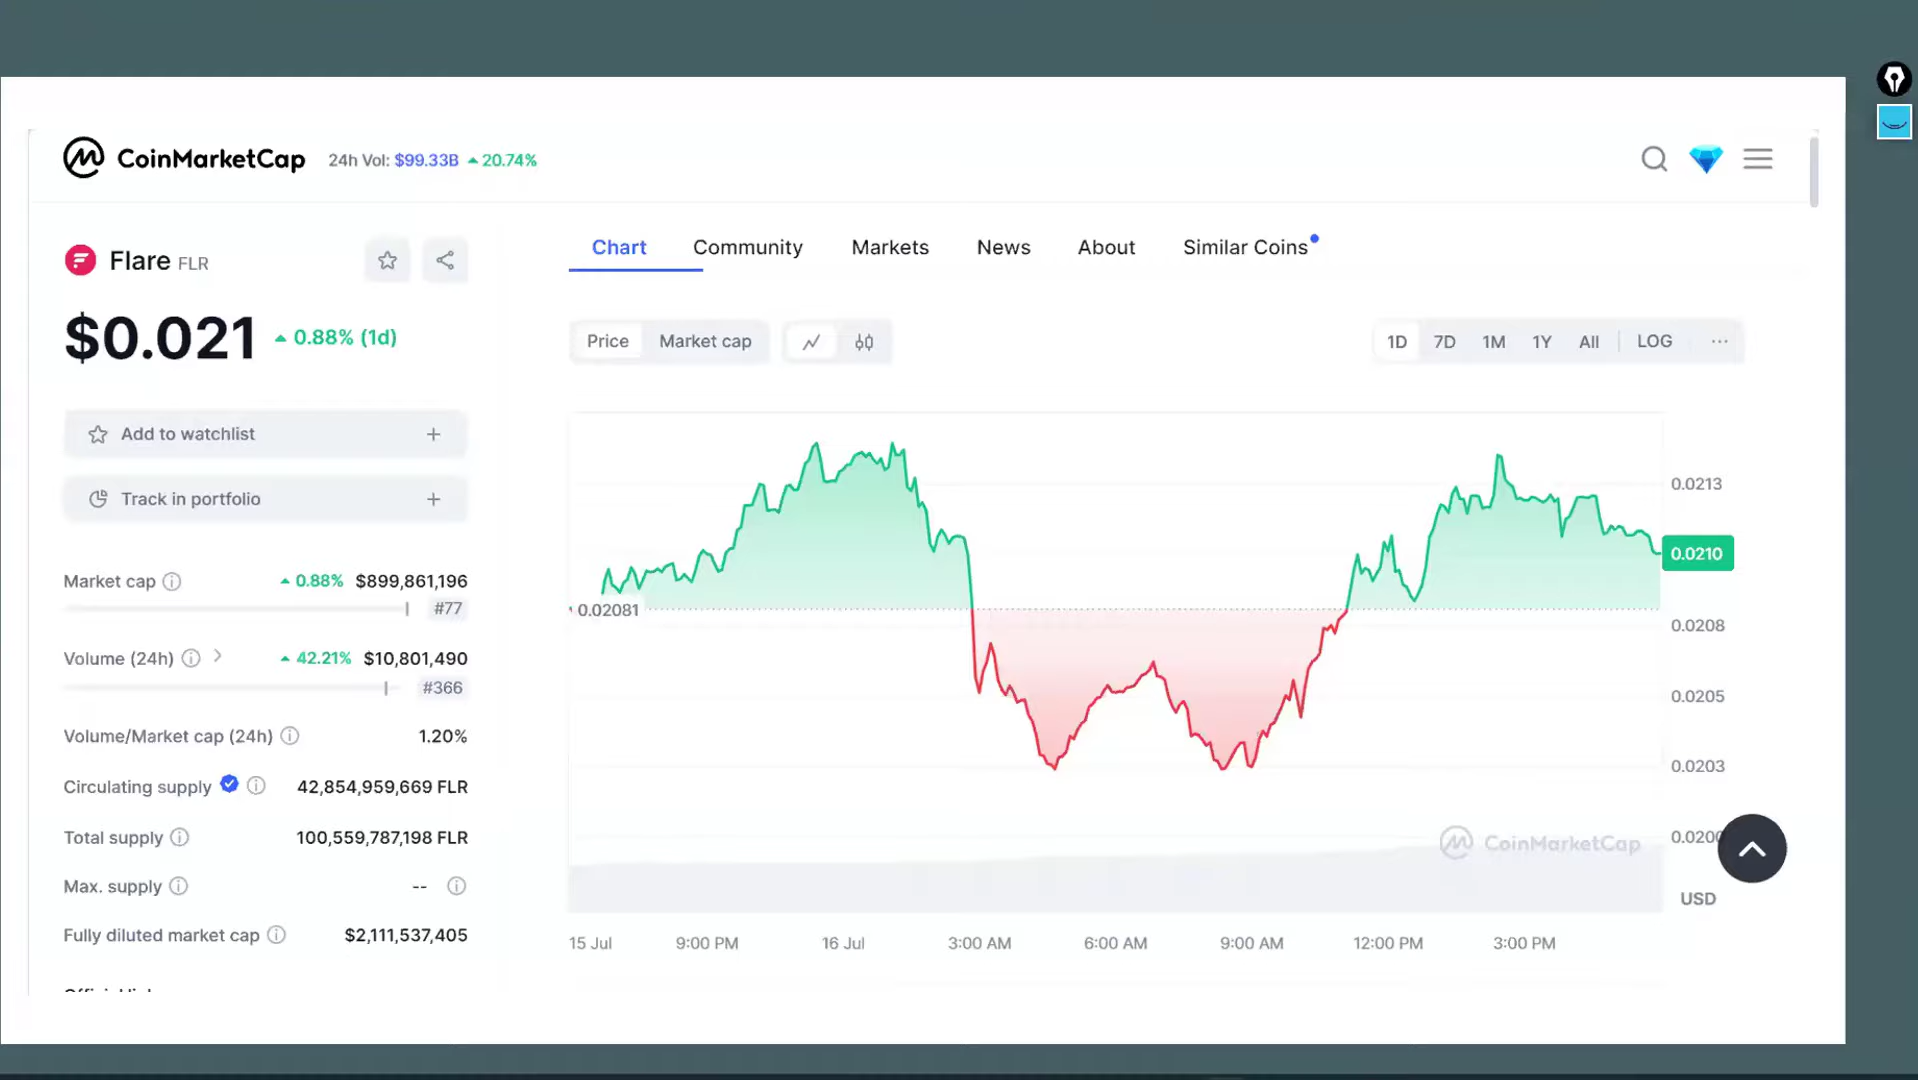 CoinMarketCap 24h Vol: $99.33B 20.74%
Flare FLR
$0.021 0.88% (1d)
Add to watchlist
Track in portfolio
Market cap 0.88% $899,861,196
#77
Volume (24h) 42.21% $10,801,490
#366
Volume/Market cap (24h) 1.20%
Circulating supply 42,854,959,669 FLR
Total supply 100,559,787,198 FLR
Max. supply --
Fully diluted market cap $2,111,537,405
Chart Community Markets News About Similar Coins
Price Market cap
1D 7D 1M 1Y All LOG ...
0.0213
0.0210
0.02081
0.0208
0.0205
0.0203
0.0200
CoinMarketCap
USD
15 Jul 9:00 PM 16 Jul 3:00 AM 6:00 AM 9:00 AM 12:00 PM 3:00 PM